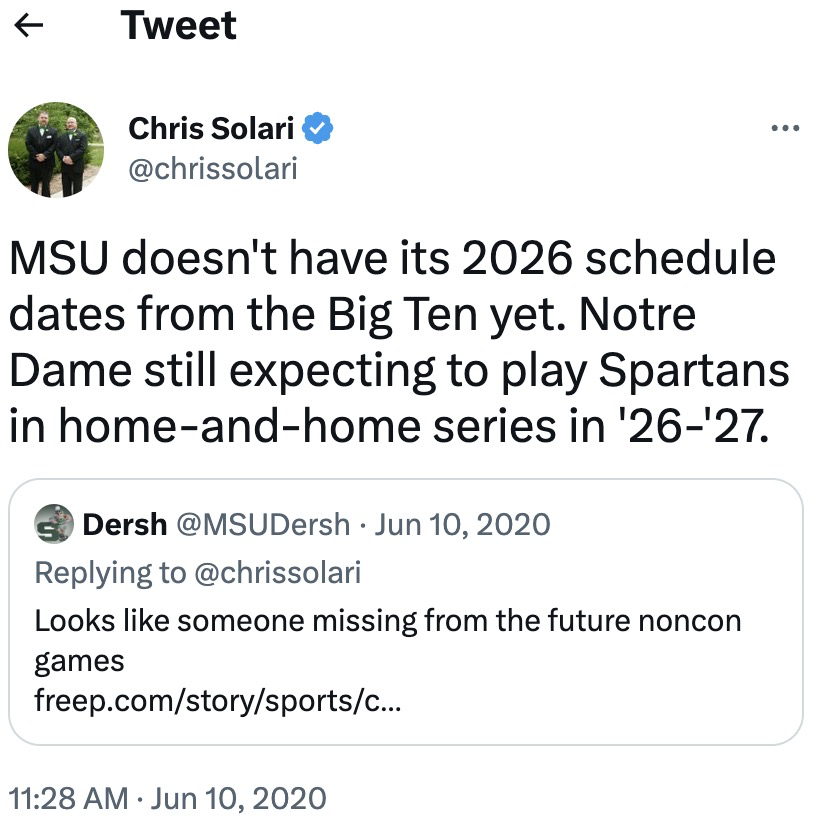 Tweet
Chris Solari
@chrissolari
MSU doesn't have its 2026 schedule
dates from the Big Ten yet. Notre
Dame still expecting to play Spartans
in home-and-home series in '26-'27.
Dersh @MSUDersh · Jun 10, 2020
Replying to @chrissolari
Looks like someone missing from the future noncon
games
freep.com/story/sports/c...
11:28 AM · Jun 10, 2020